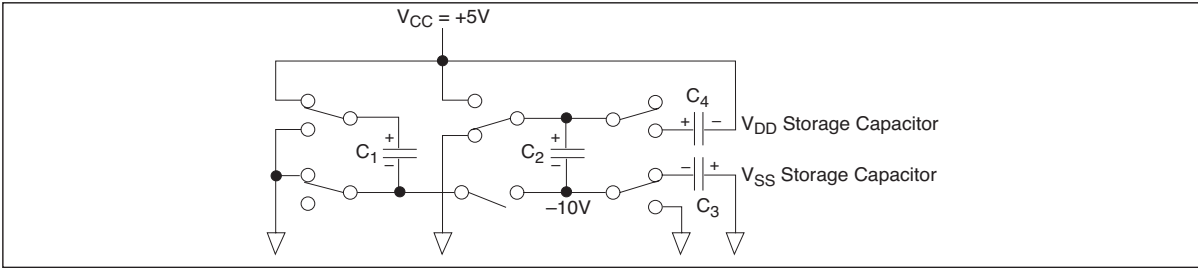 V_CC = +5V
C_4
+ –
V_DD Storage Capacitor
+
C_1
–
+
C_2
–
– +
V_SS Storage Capacitor
–10V
C_3